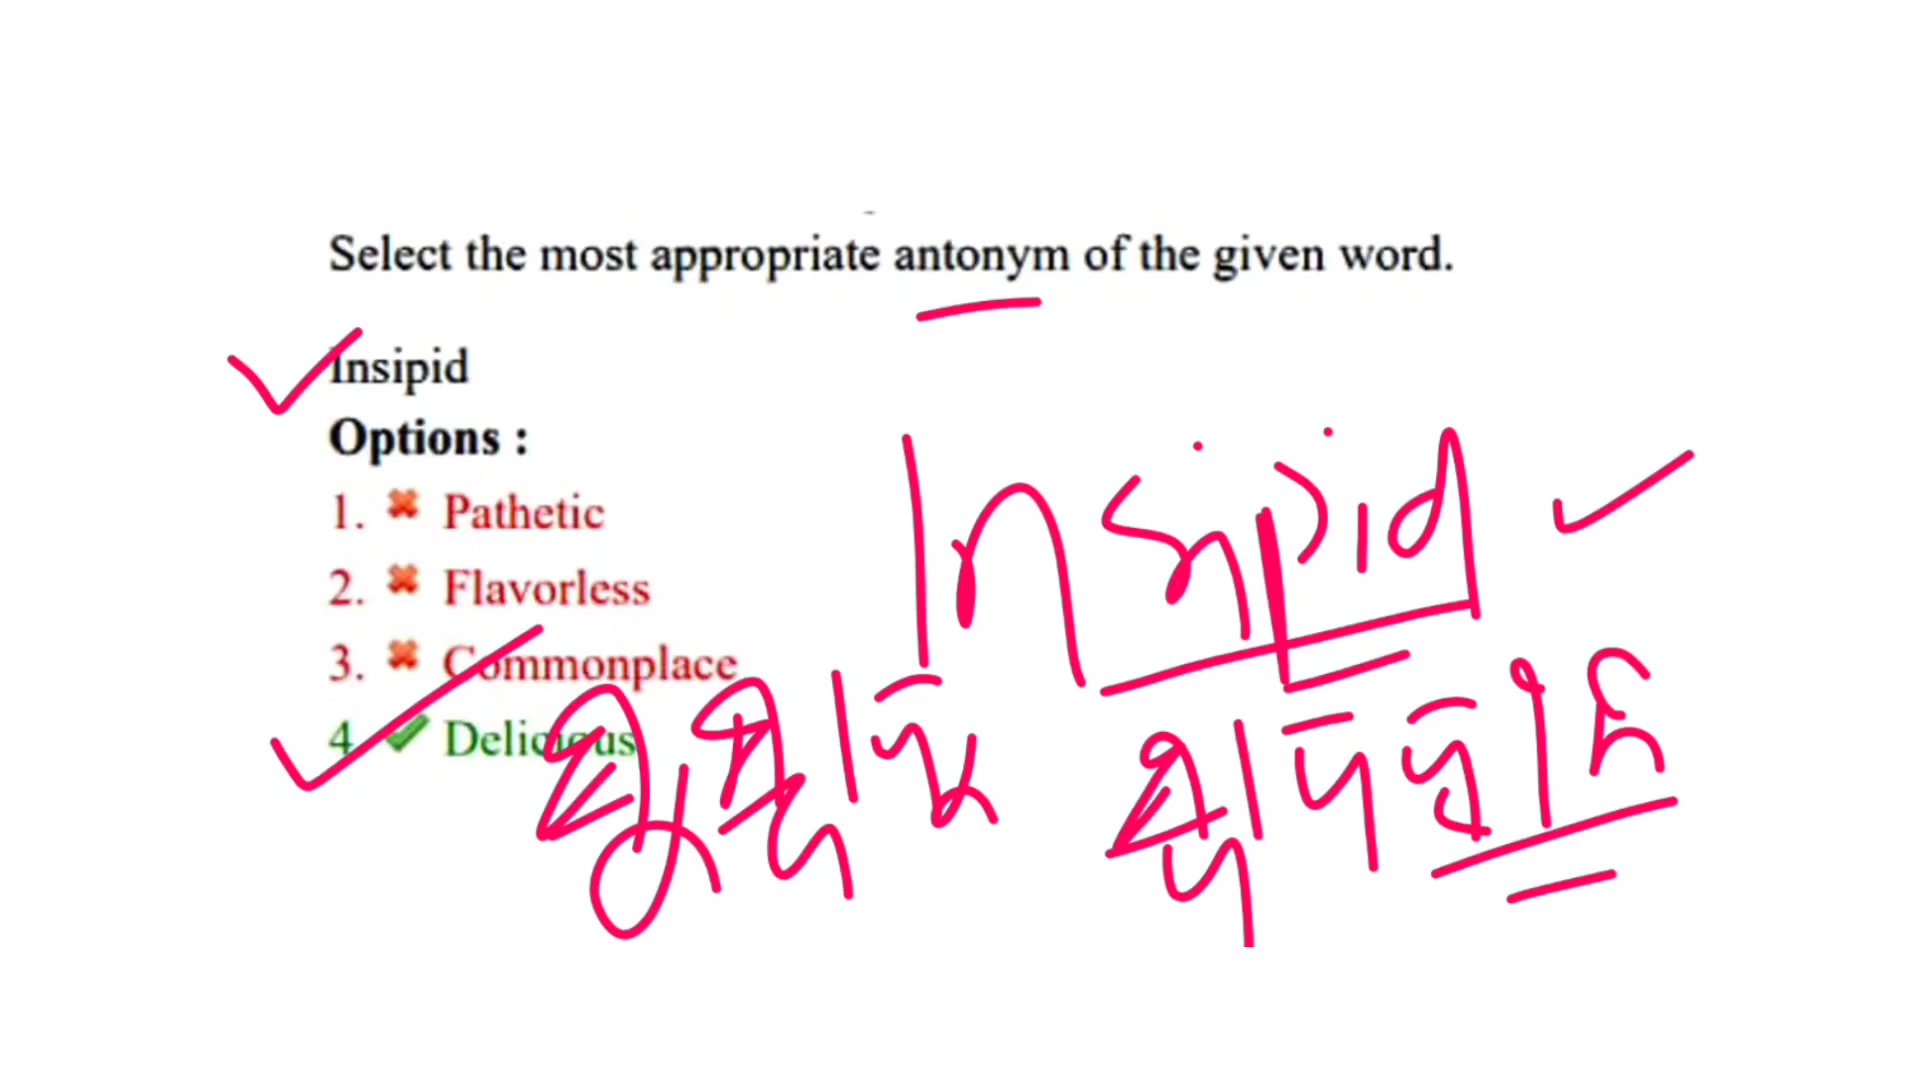 Select the most appropriate antonym of the given word.
Insipid
Options :
1. Pathetic
2. Flavorless
3. Commonplace
4. Delicious
Insipid